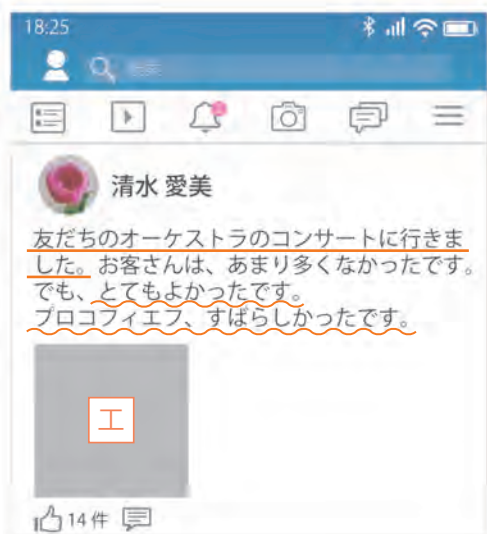 18:25
清水 愛美
友だちのオーケストラのコンサートに行きま
した。お客さんは、あまり多くなかったです。
でも、とてもよかったです。
プロコフィエフ、すばらしかったです。
エ
14件